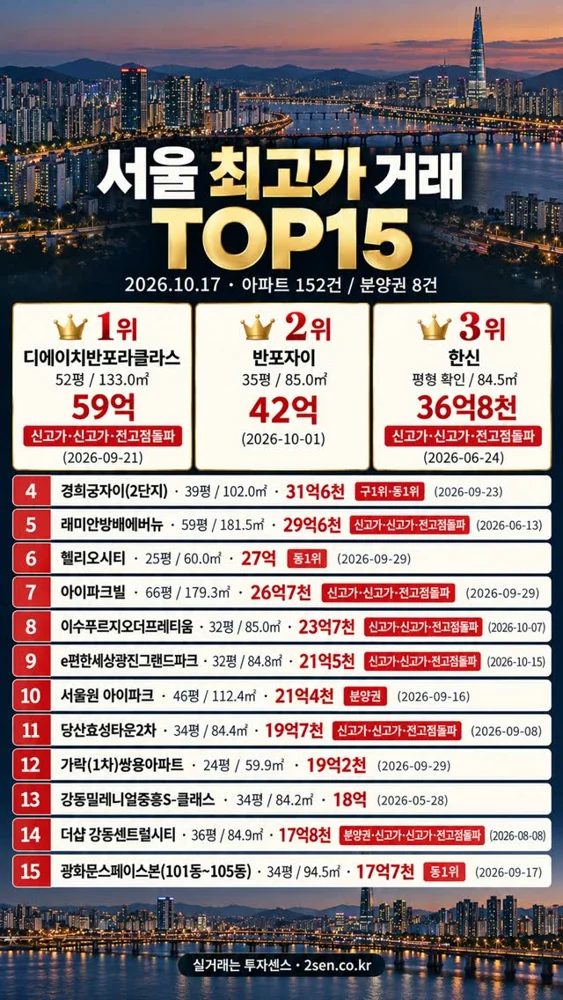 서울 최고가 거래
TOP15
2026.10.17 · 아파트 152건 / 분양권 8건
1위
디에이치반포라클라스
52평 / 133.0㎡
59억
신고가·신고가·전고점돌파
(2026-09-21)
2위
반포자이
35평 / 85.0㎡
42억
(2026-10-01)
3위
한신
평형 확인 / 84.5㎡
36억8천
신고가·신고가·전고점돌파
(2026-06-24)
4 경희궁자이(2단지) · 39평 / 102.0㎡ · 31억6천 구1위·동1위 (2026-09-23)
5 래미안방배에버뉴 · 59평 / 181.5㎡ · 29억6천 신고가·신고가·전고점돌파 (2026-06-13)
6 헬리오시티 · 25평 / 60.0㎡ · 27억 동1위 (2026-09-29)
7 아이파크빌 · 66평 / 179.3㎡ · 26억7천 신고가·신고가·전고점돌파 (2026-09-29)
8 이수푸르지오더프레티움 · 32평 / 85.0㎡ · 23억7천 신고가·신고가·전고점돌파 (2026-10-07)
9 e편한세상광진그랜드파크 · 32평 / 84.8㎡ · 21억5천 신고가·신고가·전고점돌파 (2026-10-15)
10 서울원 아이파크 · 46평 / 112.4㎡ · 21억4천 분양권 (2026-09-16)
11 당산효성타운2차 · 34평 / 84.4㎡ · 19억7천 신고가·신고가·전고점돌파 (2026-09-08)
12 가락(1차)쌍용아파트 · 24평 / 59.9㎡ · 19억2천 (2026-09-29)
13 강동밀레니얼중흥S-클래스 · 34평 / 84.2㎡ · 18억 (2026-05-28)
14 더샵 강동센트럴시티 · 36평 / 84.9㎡ · 17억8천 분양권·신고가·신고가·전고점돌파 (2026-08-08)
15 광화문스페이스본(101동~105동) · 34평 / 94.5㎡ · 17억7천 동1위 (2026-09-17)
실거래는 투자센스 · 2sen.co.kr